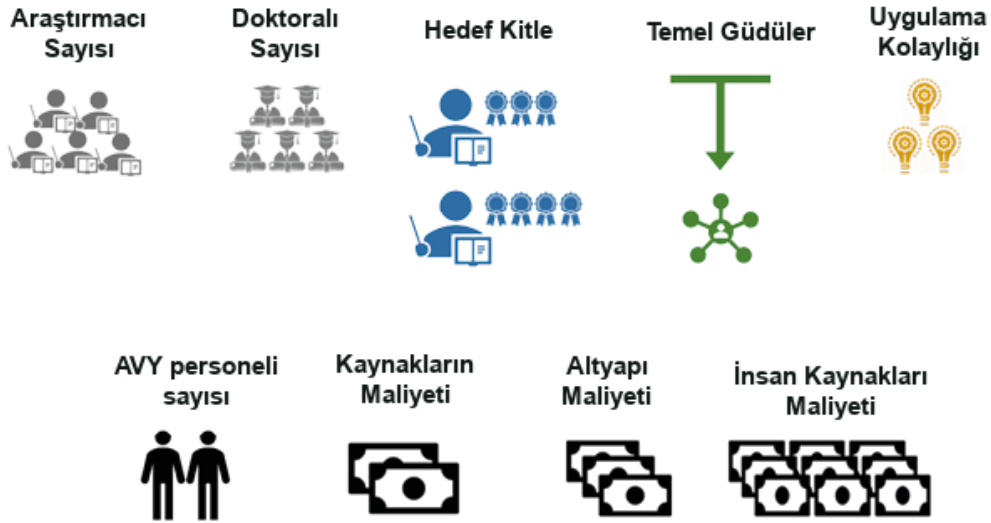 Araştırmacı
Sayısı
Doktoralı
Sayısı
Hedef Kitle
Temel Güdüler
Uygulama
Kolaylığı
AVY personeli
sayısı
Kaynakların
Maliyeti
Altyapı
Maliyeti
İnsan Kaynakları
Maliyeti